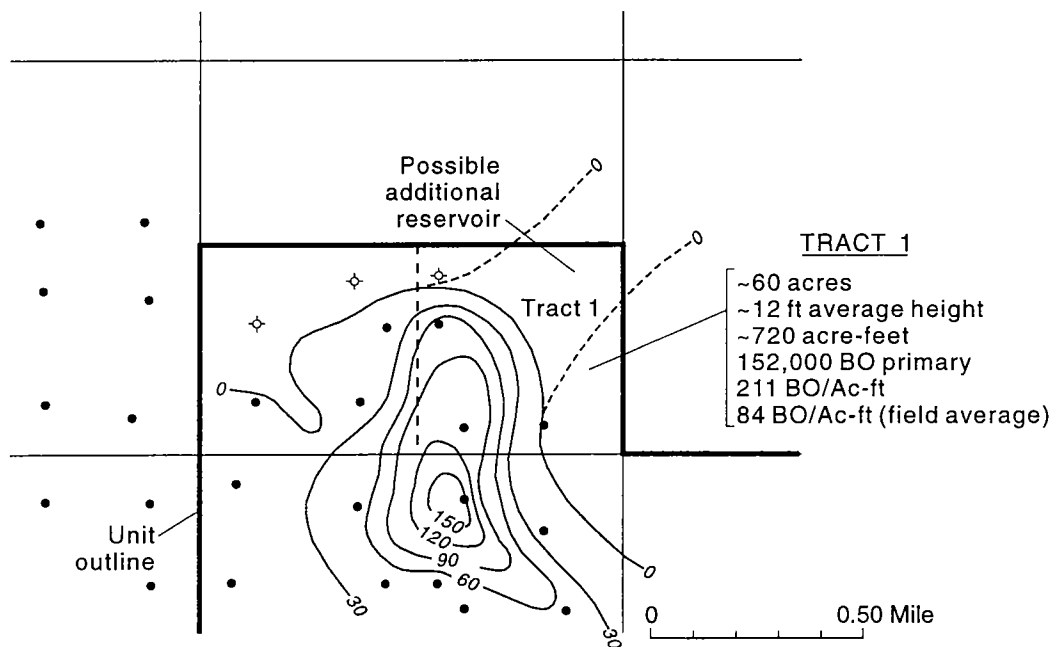 0
Possible
additional
reservoir
0
TRACT 1
~60 acres
~12 ft average height
~720 acre-feet
152,000 BO primary
211 BO/Ac-ft
84 BO/Ac-ft (field average)
Tract 1
0
150
120
90
60
30
0
30
Unit
outline
0
0.50 Mile